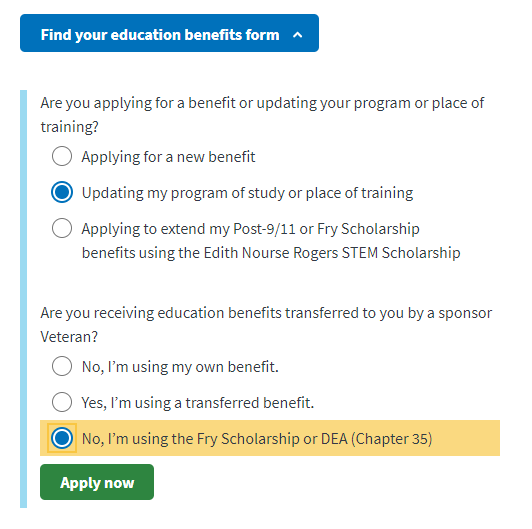 Find your education benefits form
Are you applying for a benefit or updating your program or place of
training?
Applying for a new benefit
Updating my program of study or place of training
Applying to extend my Post-9/11 or Fry Scholarship
benefits using the Edith Nourse Rogers STEM Scholarship
Are you receiving education benefits transferred to you by a sponsor
Veteran?
No, I’m using my own benefit.
Yes, I’m using a transferred benefit.
No, I’m using the Fry Scholarship or DEA (Chapter 35)
Apply now